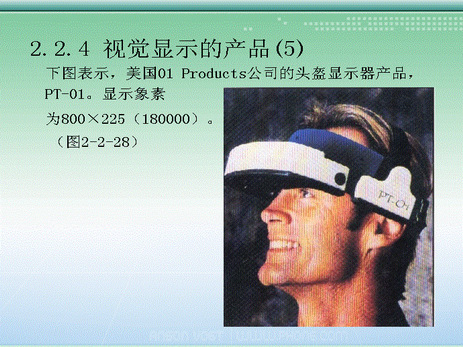 2.2.4 视觉显示的产品(5)
下图表示，美国01 Products公司的头盔显示器产品，
PT-01。显示象素
为800×225（180000）。
（图2-2-28）
PT-01